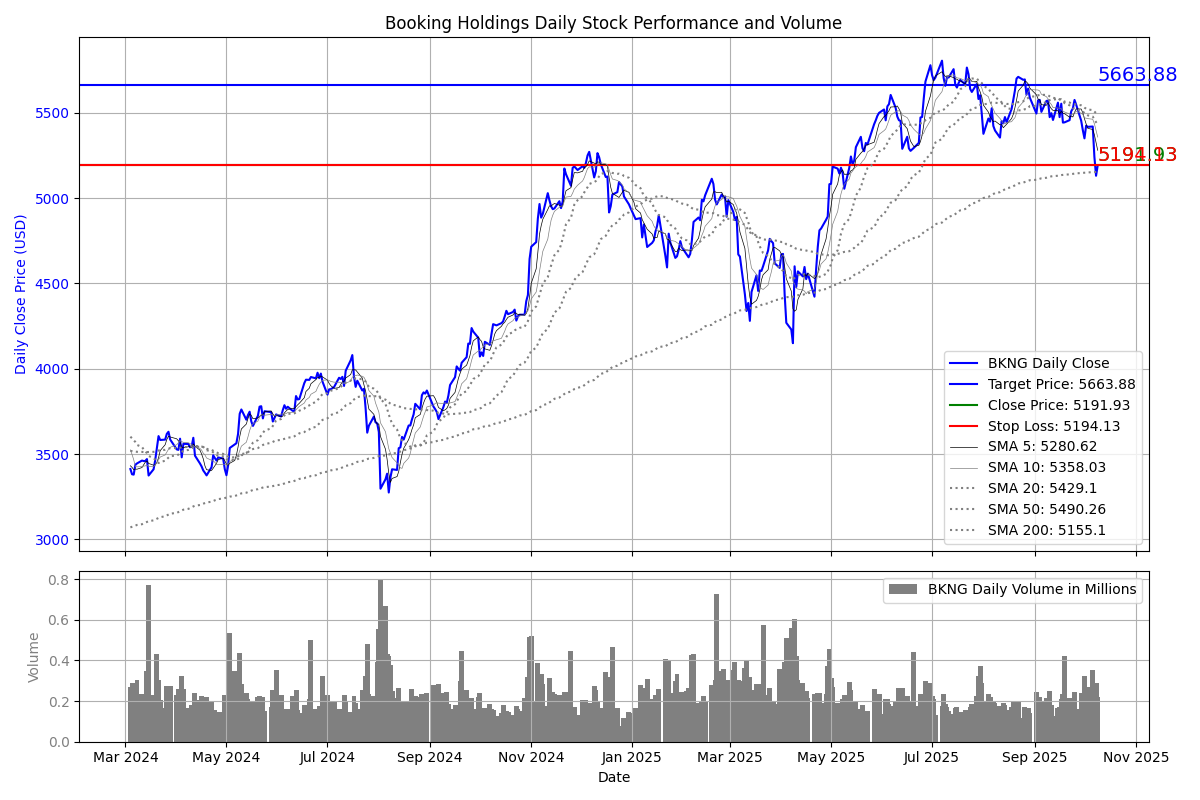 Booking Holdings Daily Stock Performance and Volume
Daily Close Price (USD)
5500
5000
4500
4000
3500
3000
5663.88
5194.13
BKNG Daily Close
Target Price: 5663.88
Close Price: 5191.93
Stop Loss: 5194.13
SMA 5: 5280.62
SMA 10: 5358.03
SMA 20: 5429.1
SMA 50: 5490.26
SMA 200: 5155.1
Volume
0.8
0.6
0.4
0.2
0.0
BKNG Daily Volume in Millions
Mar 2024 May 2024 Jul 2024 Sep 2024 Nov 2024 Jan 2025 Mar 2025 May 2025 Jul 2025 Sep 2025 Nov 2025
Date